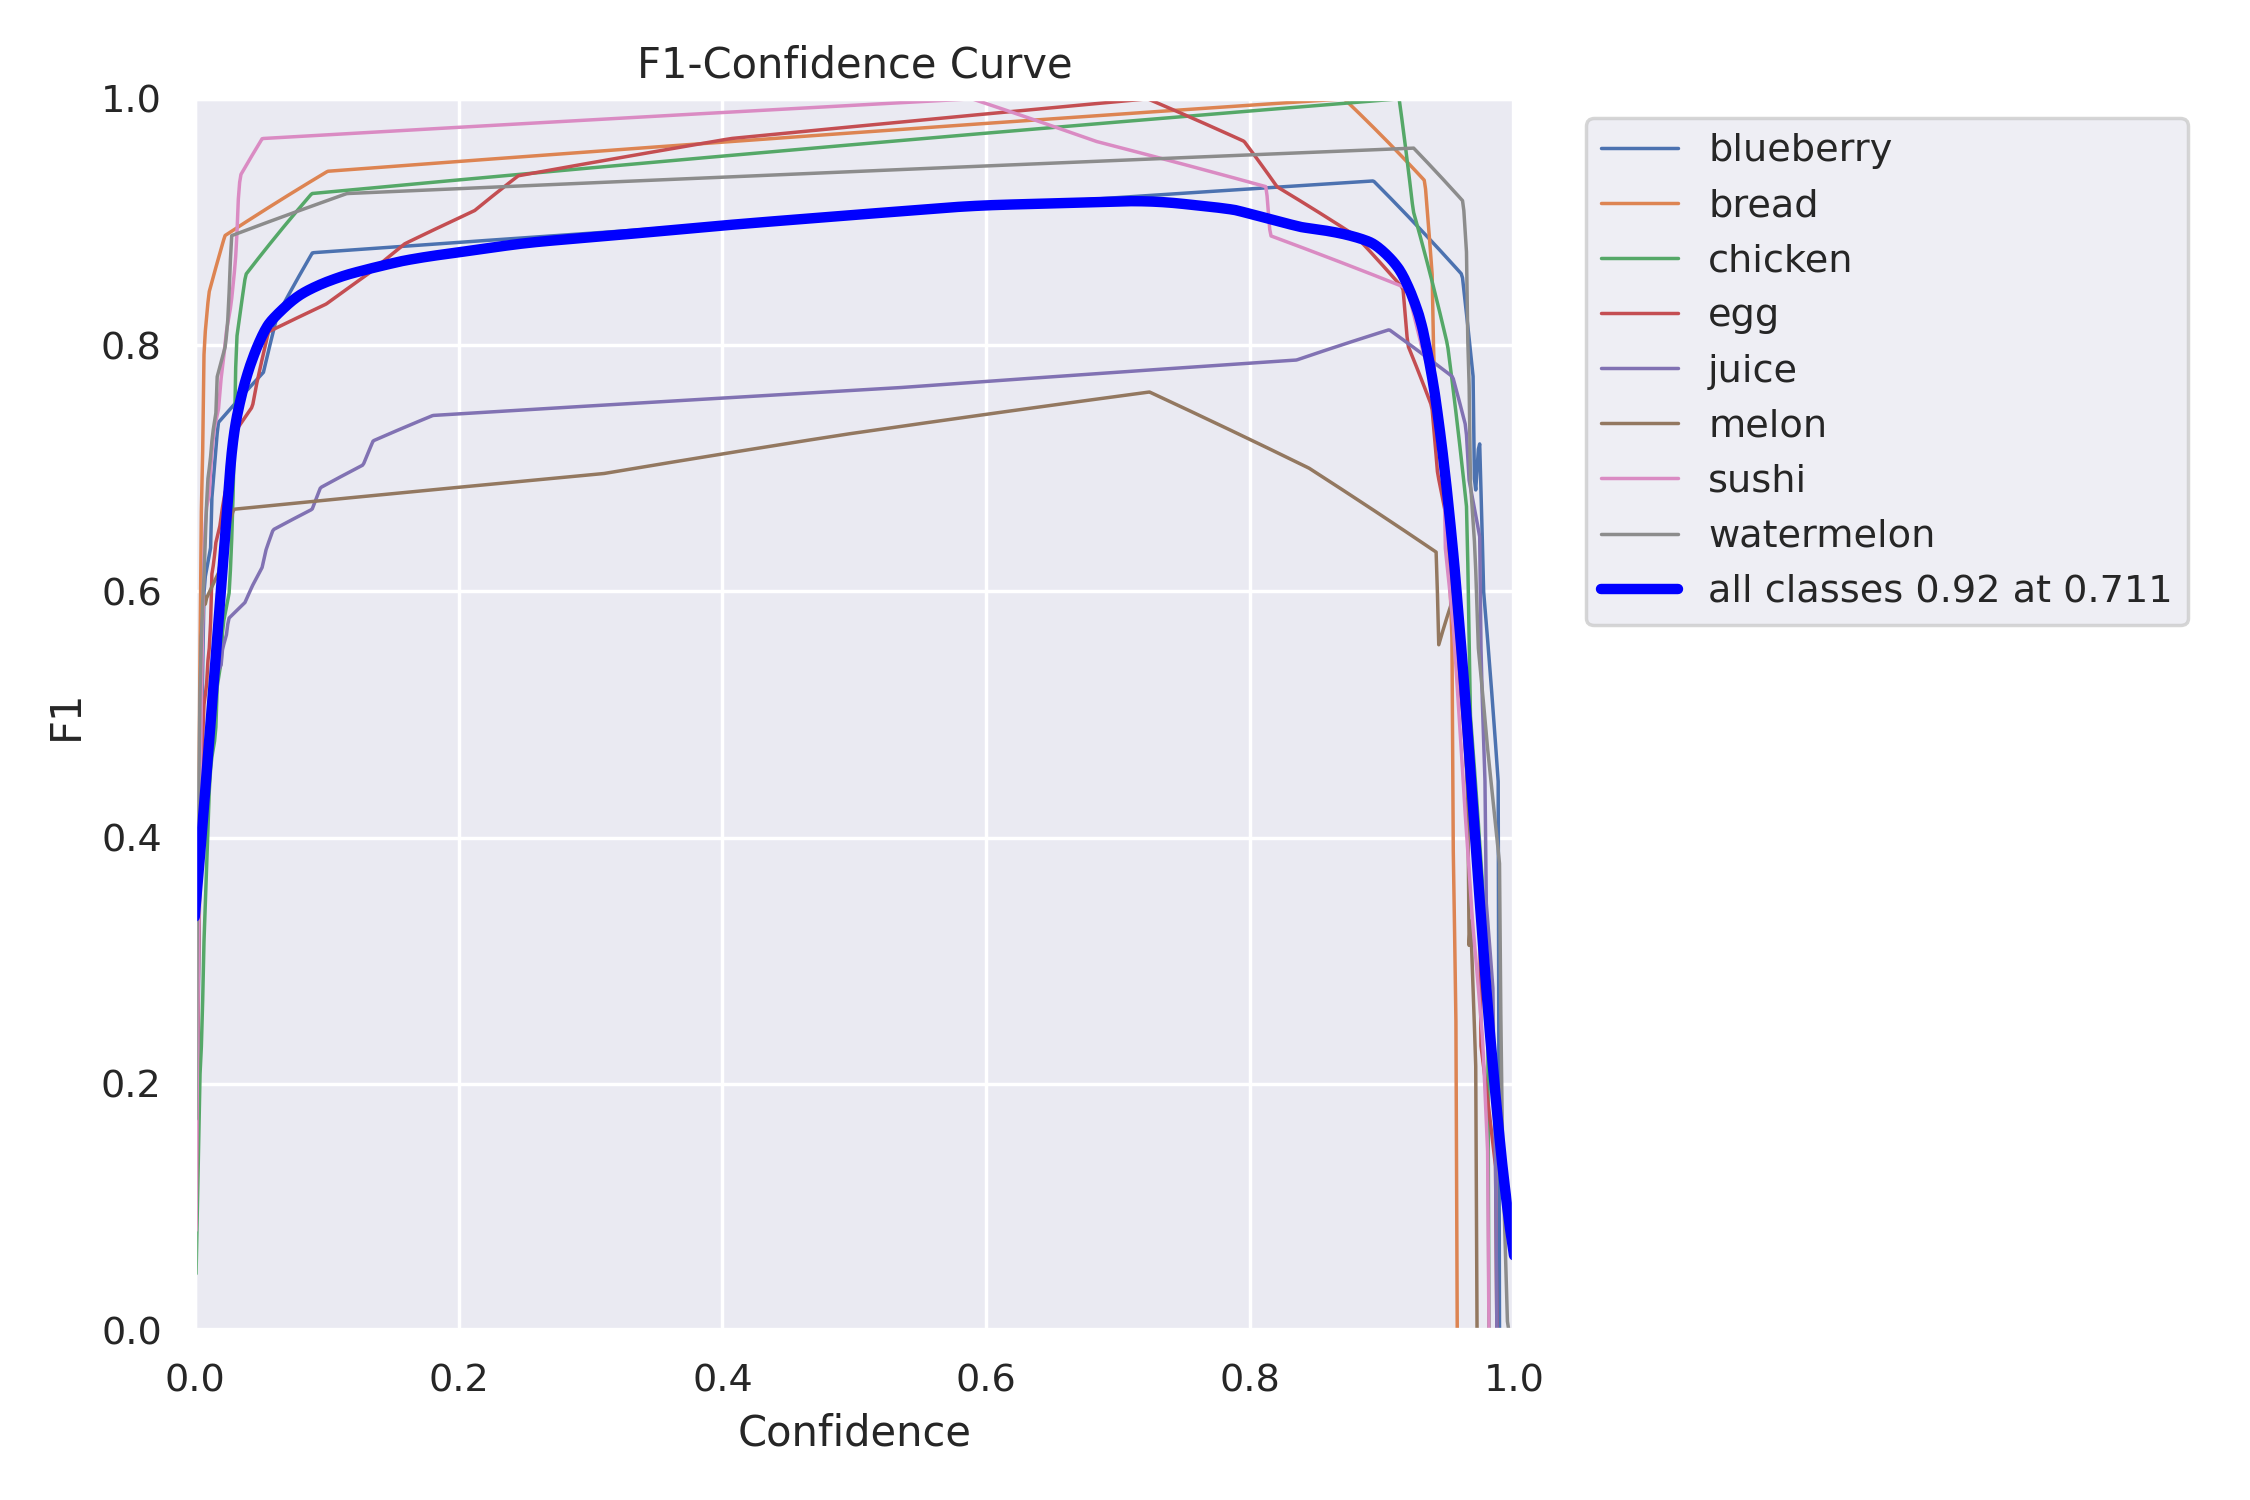 F1-Confidence Curve
1.0
0.8
0.6
0.4
0.2
0.0
F1
0.0 0.2 0.4 0.6 0.8 1.0
Confidence
blueberry
bread
chicken
egg
juice
melon
sushi
watermelon
all classes 0.92 at 0.711